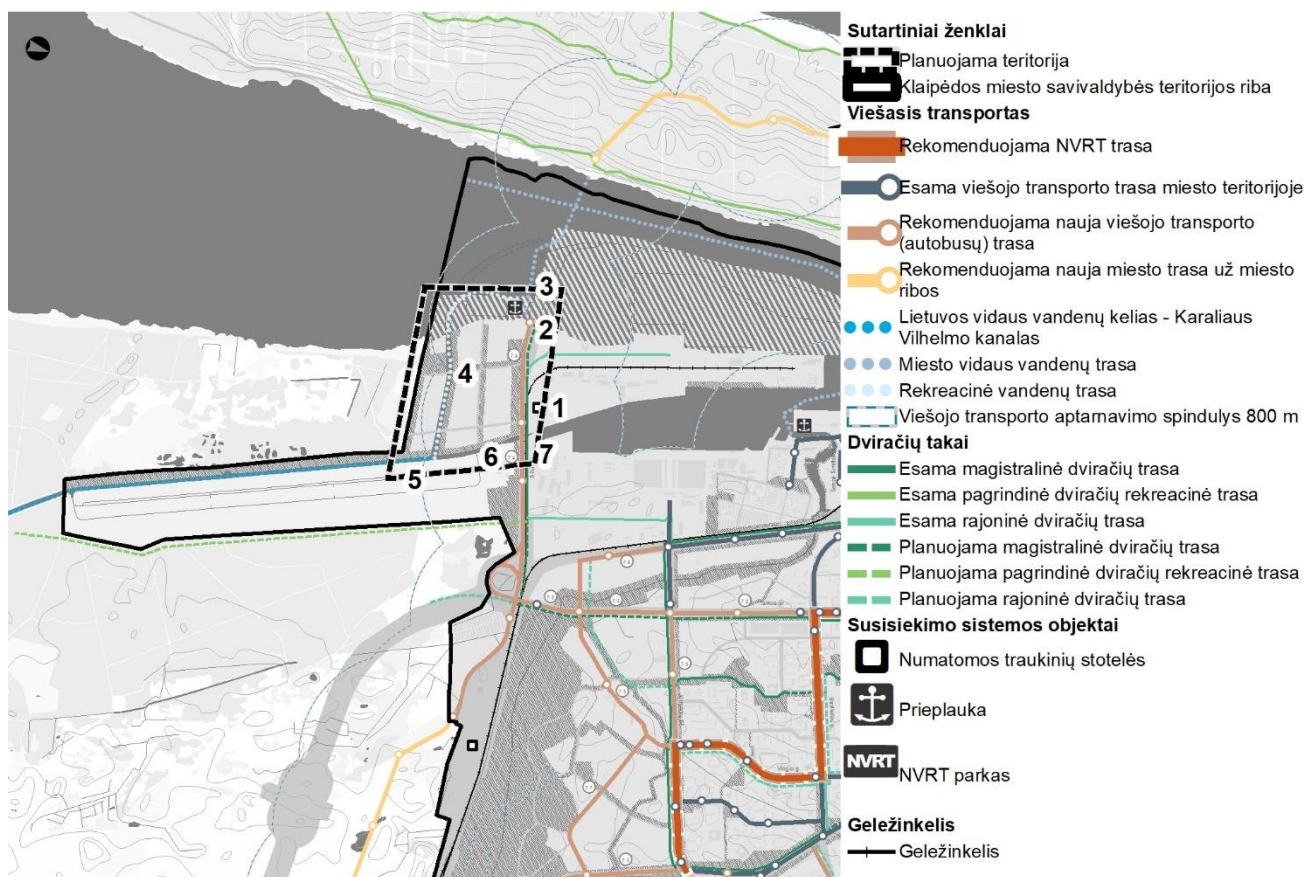 Sutartiniai ženklai
Planuojama teritorija
Klaipėdos miesto savivaldybės teritorijos riba
Viešasis transportas
Rekomenduojama NVRT trasa
Esama viešojo transporto trasa miesto teritorijoje
Rekomenduojama nauja viešojo transporto
(autobusų) trasa
Rekomenduojama nauja miesto trasa už miesto
ribos
Lietuvos vidaus vandenų kelias - Karaliaus
Vilhelmo kanalas
Miesto vidaus vandenų trasa
Rekreacinė vandenų trasa
Viešojo transporto aptarnavimo spindulys 800 m
Dviračių takai
Esama magistralinė dviračių trasa
Esama pagrindinė dviračių rekreacinė trasa
Esama rajoninė dviračių trasa
Planuojama magistralinė dviračių trasa
Planuojama pagrindinė dviračių rekreacinė trasa
Planuojama rajoninė dviračių trasa
Susisiekimo sistemos objektai
Numatomos traukinių stotelės
Prieplauka
NVRT
NVRT parkas
Geležinkelis
Geležinkelis
3
2
4
1
7
6
5